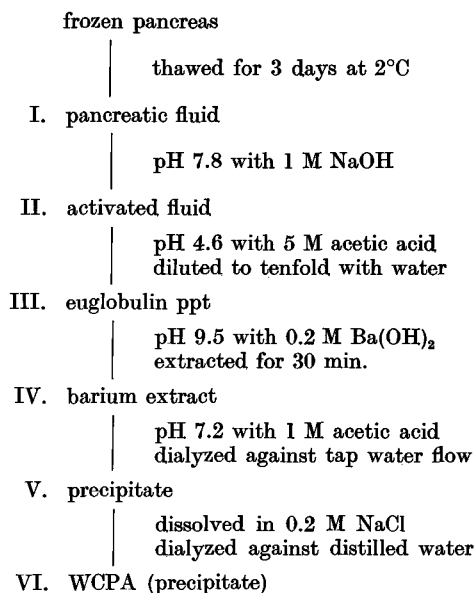 frozen pancreas
thawed for 3 days at 2°C
I. pancreatic fluid
pH 7.8 with 1 M NaOH
II. activated fluid
pH 4.6 with 5 M acetic acid
diluted to tenfold with water
III. euglobulin ppt
pH 9.5 with 0.2 M Ba(OH)₂
extracted for 30 min.
IV. barium extract
pH 7.2 with 1 M acetic acid
dialyzed against tap water flow
V. precipitate
dissolved in 0.2 M NaCl
dialyzed against distilled water
VI. WCPA (precipitate)